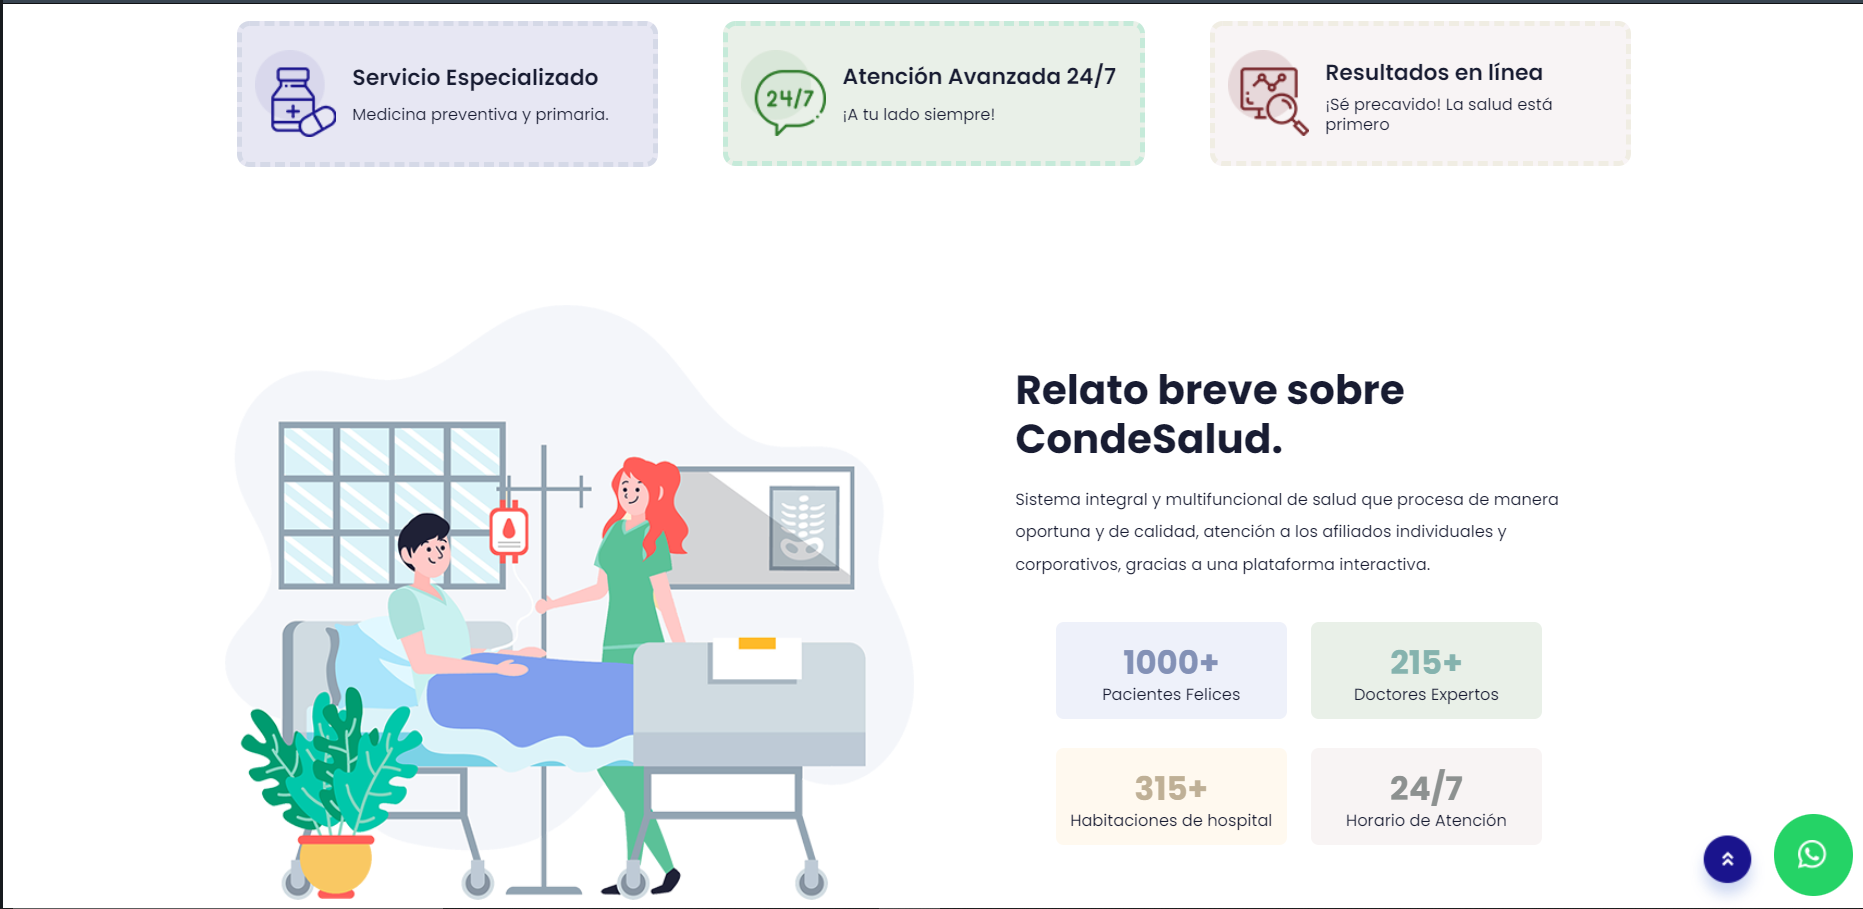 Servicio Especializado
Medicina preventiva y primaria.
24/7
Atención Avanzada 24/7
¡A tu lado siempre!
Resultados en línea
¡Sé precavido! La salud está
primero
Relato breve sobre
CondeSalud.
Sistema integral y multifuncional de salud que procesa de manera
oportuna y de calidad, atención a los afiliados individuales y
corporativos, gracias a una plataforma interactiva.
1000+
Pacientes Felices
215+
Doctores Expertos
315+
Habitaciones de hospital
24/7
Horario de Atención